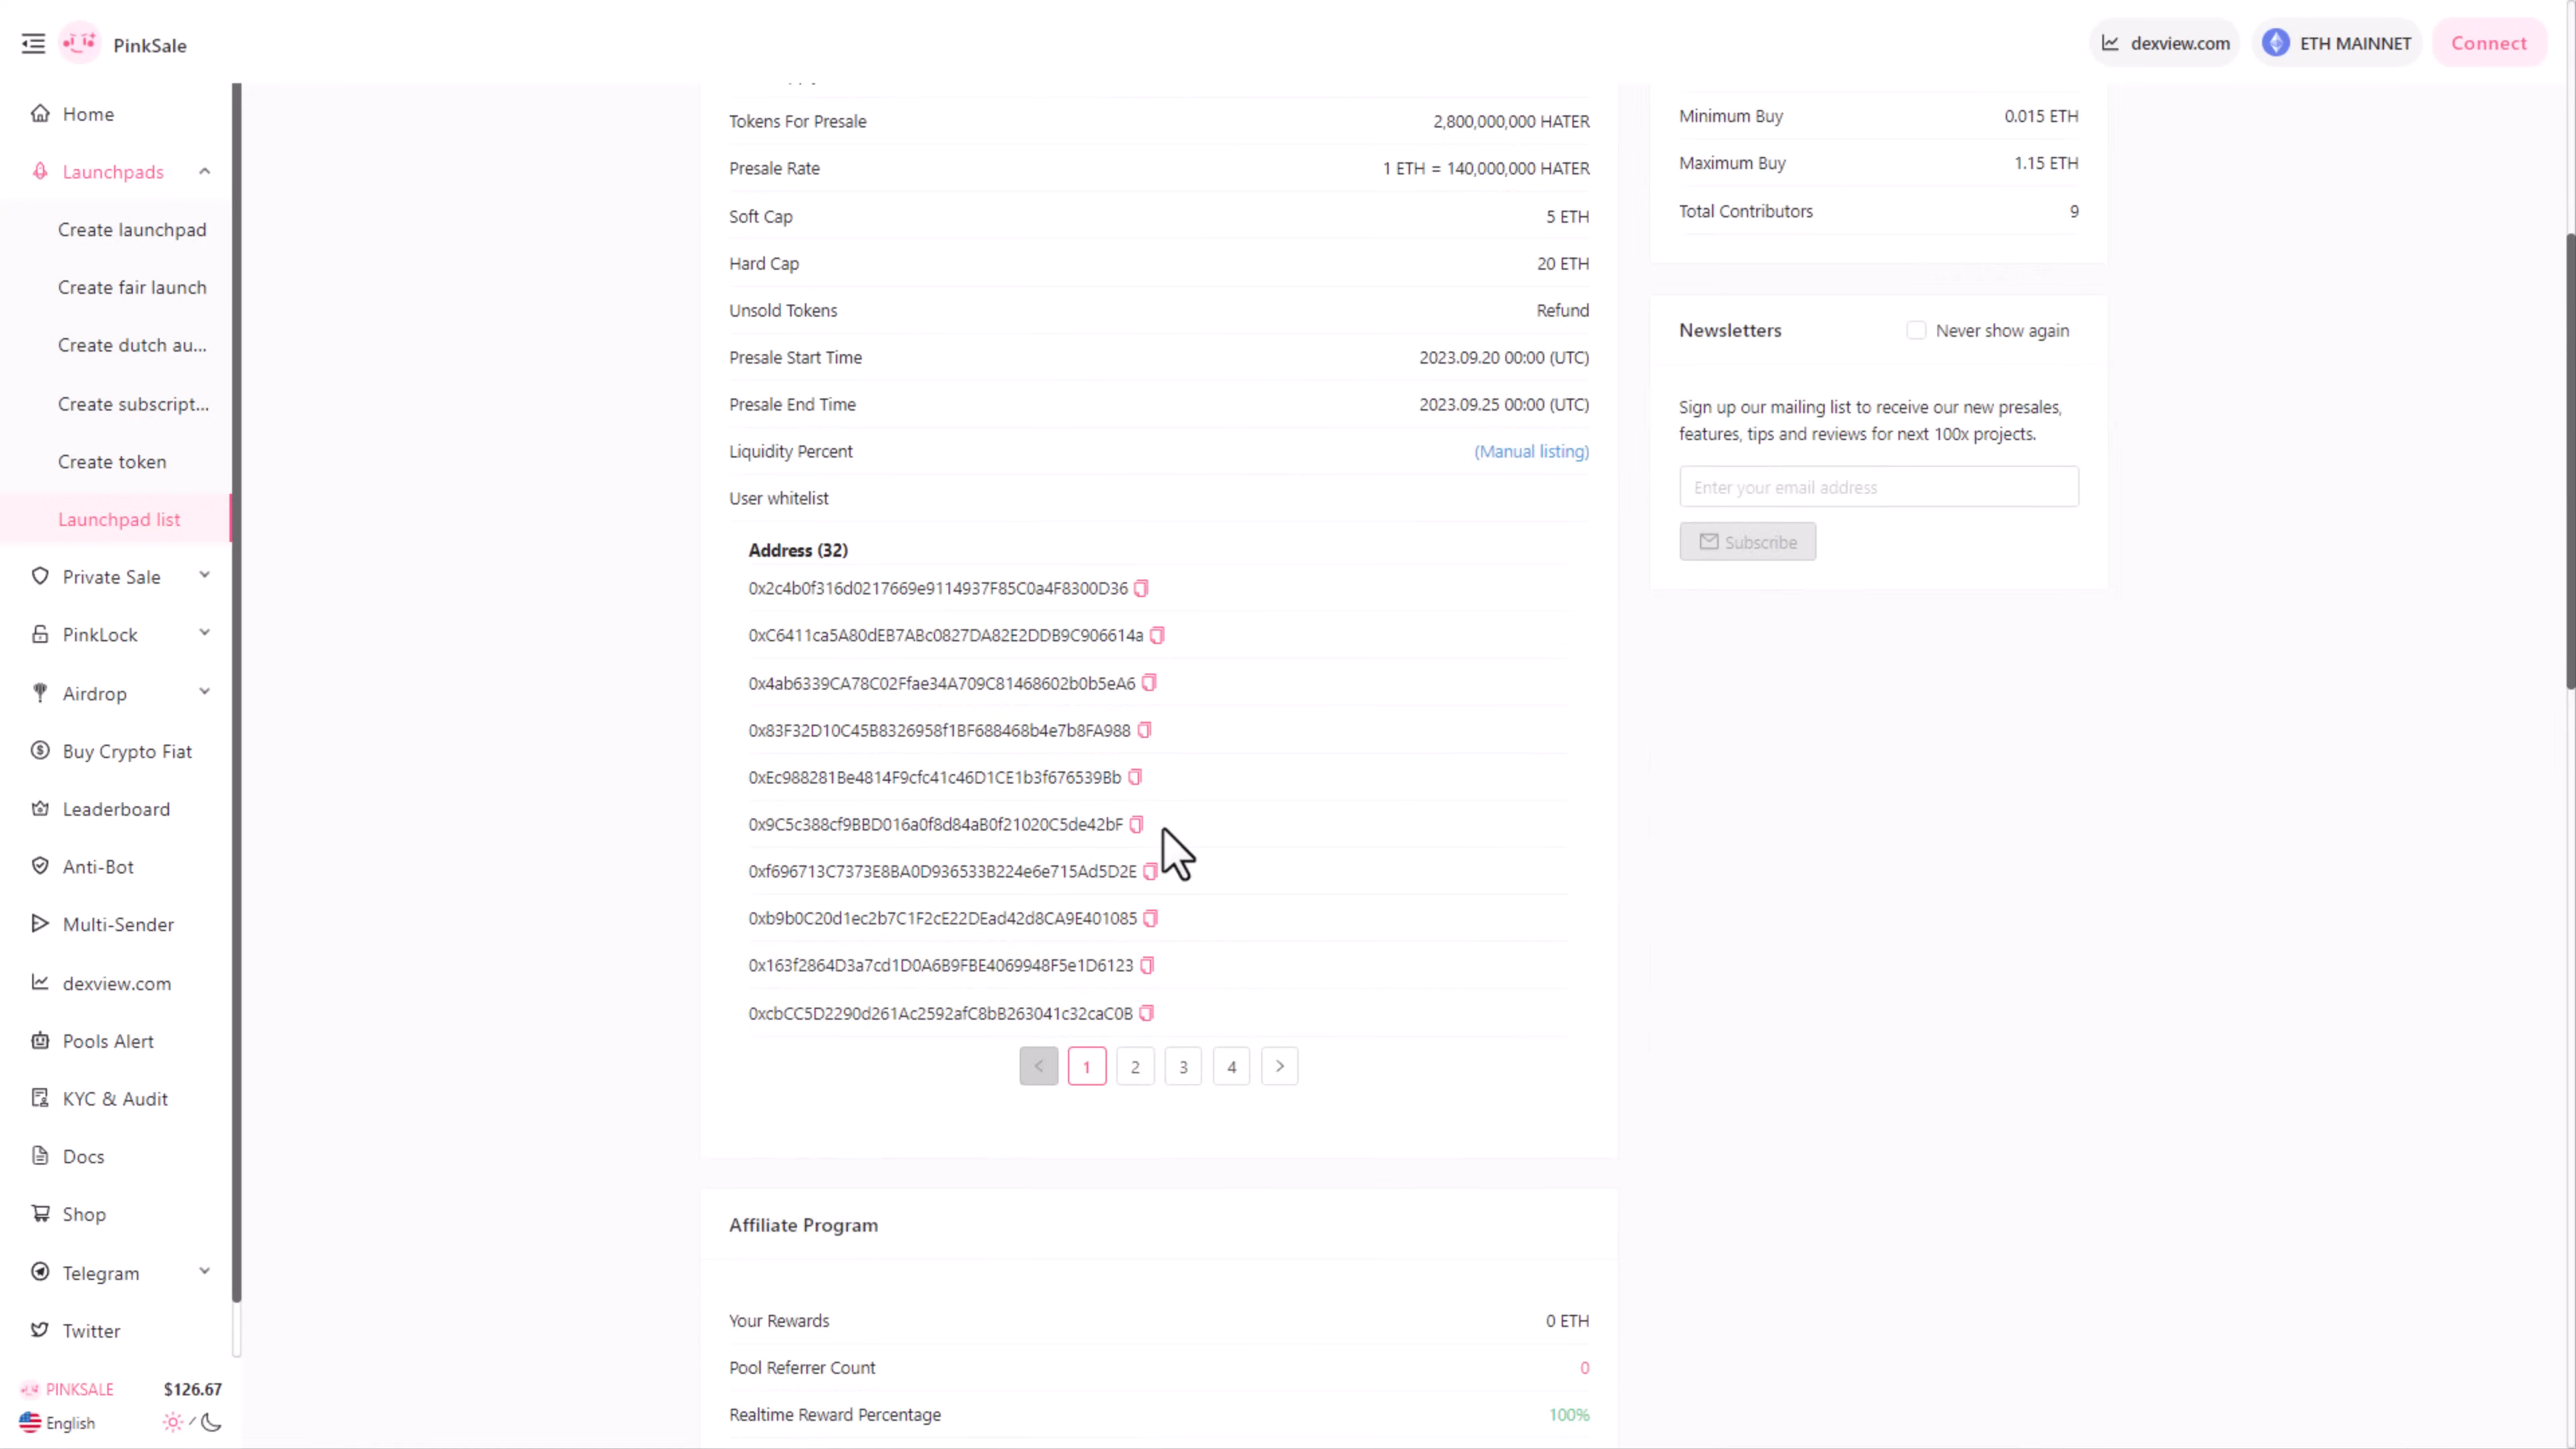 PinkSale
dexview.com
ETH MAINNET
Connect
Home
Launchpads
Create launchpad
Create fair launch
Create dutch au...
Create subscript...
Create token
Launchpad list
Private Sale
PinkLock
Airdrop
Buy Crypto Fiat
Leaderboard
Anti-Bot
Multi-Sender
dexview.com
Pools Alert
KYC & Audit
Docs
Shop
Telegram
Twitter
PINKSALE $126.67
English
Tokens For Presale 2,800,000,000 HATER
Presale Rate 1 ETH = 140,000,000 HATER
Soft Cap 5 ETH
Hard Cap 20 ETH
Unsold Tokens Refund
Presale Start Time 2023.09.20 00:00 (UTC)
Presale End Time 2023.09.25 00:00 (UTC)
Liquidity Percent (Manual listing)
User whitelist
Address (32)
0x2c4b0f316d0217669e9114937F85C0a4F8300D36
0xC6411ca5A80dEB7ABc0827DA82E2DDB9C906614a
0x4ab6339CA78C02Ffae34A709C81468602b0b5eA6
0x83F32D10C45B8326958f1BF688468b4e7b8FA988
0xEc988281Be4814F9cfc41c46D1CE1b3f676539Bb
0x9C5c388cf9BBD016a0f8d84aB0f21020C5de42bF
0xf696713C7373E8BA0D936533B224e6e715Ad5D2E
0xb9b0C20d1ec2b7C1F2cE22DEad42d8CA9E401085
0x163f2864D3a7cd1D0A6B9FBE4069948F5e1D6123
0xcbCC5D2290d261Ac2592afC8bB263041c32caC0B
< 1 2 3 4 >
Affiliate Program
Your Rewards 0 ETH
Pool Referrer Count 0
Realtime Reward Percentage 100%
Minimum Buy 0.015 ETH
Maximum Buy 1.15 ETH
Total Contributors 9
Newsletters Never show again
Sign up our mailing list to receive our new presales,
features, tips and reviews for next 100x projects.
Enter your email address
Subscribe